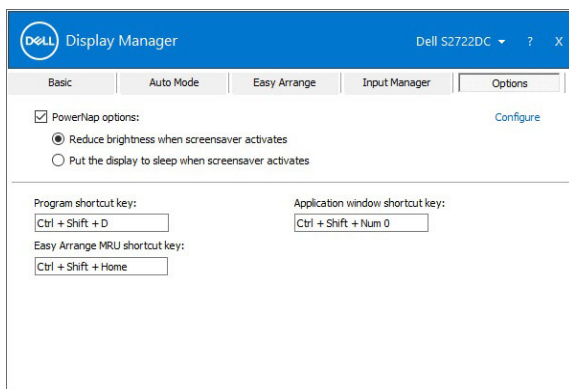 DELL Display Manager Dell S2722DC ? X
Basic Auto Mode Easy Arrange Input Manager Options
PowerNap options: Configure
Reduce brightness when screensaver activates
Put the display to sleep when screensaver activates
Program shortcut key: Application window shortcut key:
Ctrl + Shift + D Ctrl + Shift + Num 0
Easy Arrange MRU shortcut key:
Ctrl + Shift + Home